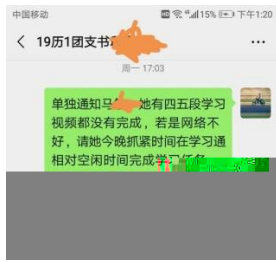 中国移动 HD 15% 下午1:20
19历1团支书
周一 17:03
单独通知马 她有四五段学习
视频都没有完成，若是网络不
好，请她今晚抓紧时间在学习通
相对空闲时间完成学习任务